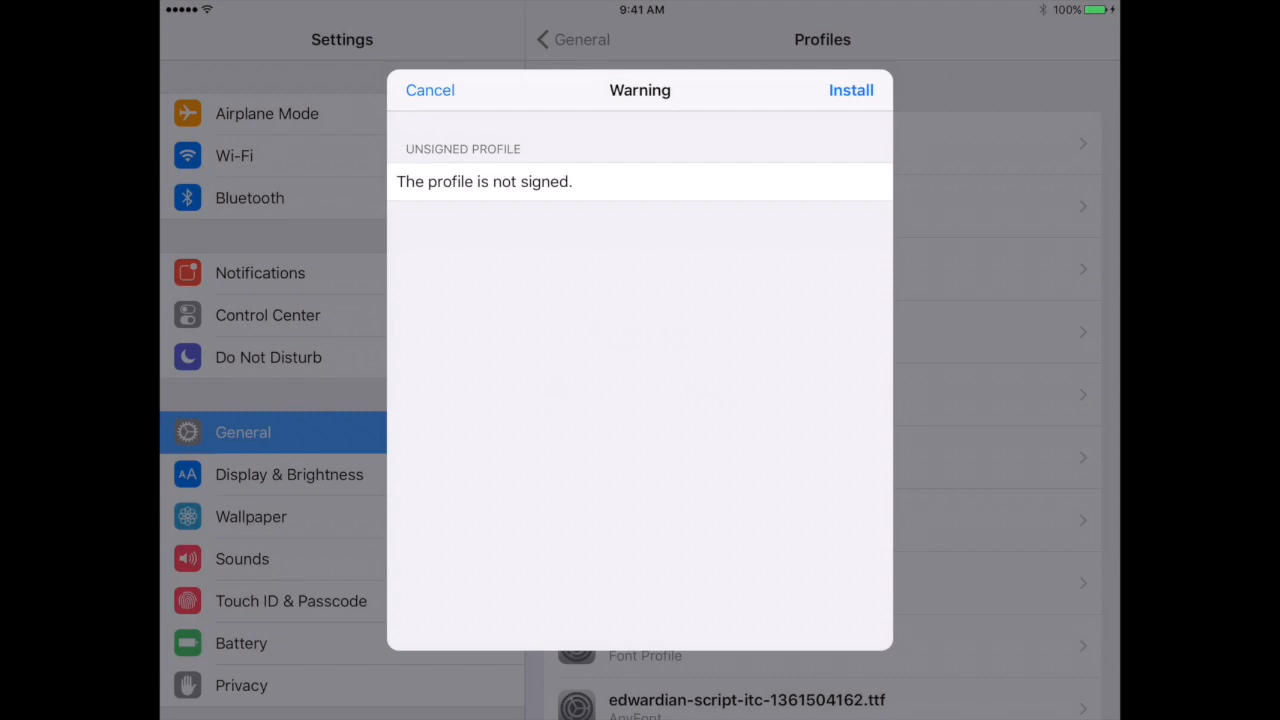 9:41 AM
100%
Settings
General
Profiles
Cancel
Warning
Install
UNSIGNED PROFILE
The profile is not signed.
Airplane Mode
Wi-Fi
Bluetooth
Notifications
Control Center
Do Not Disturb
General
AA Display & Brightness
Wallpaper
Sounds
Touch ID & Passcode
Battery
Privacy
Font Profile
edwardian-script-itc-1361504162.ttf
AnyFont